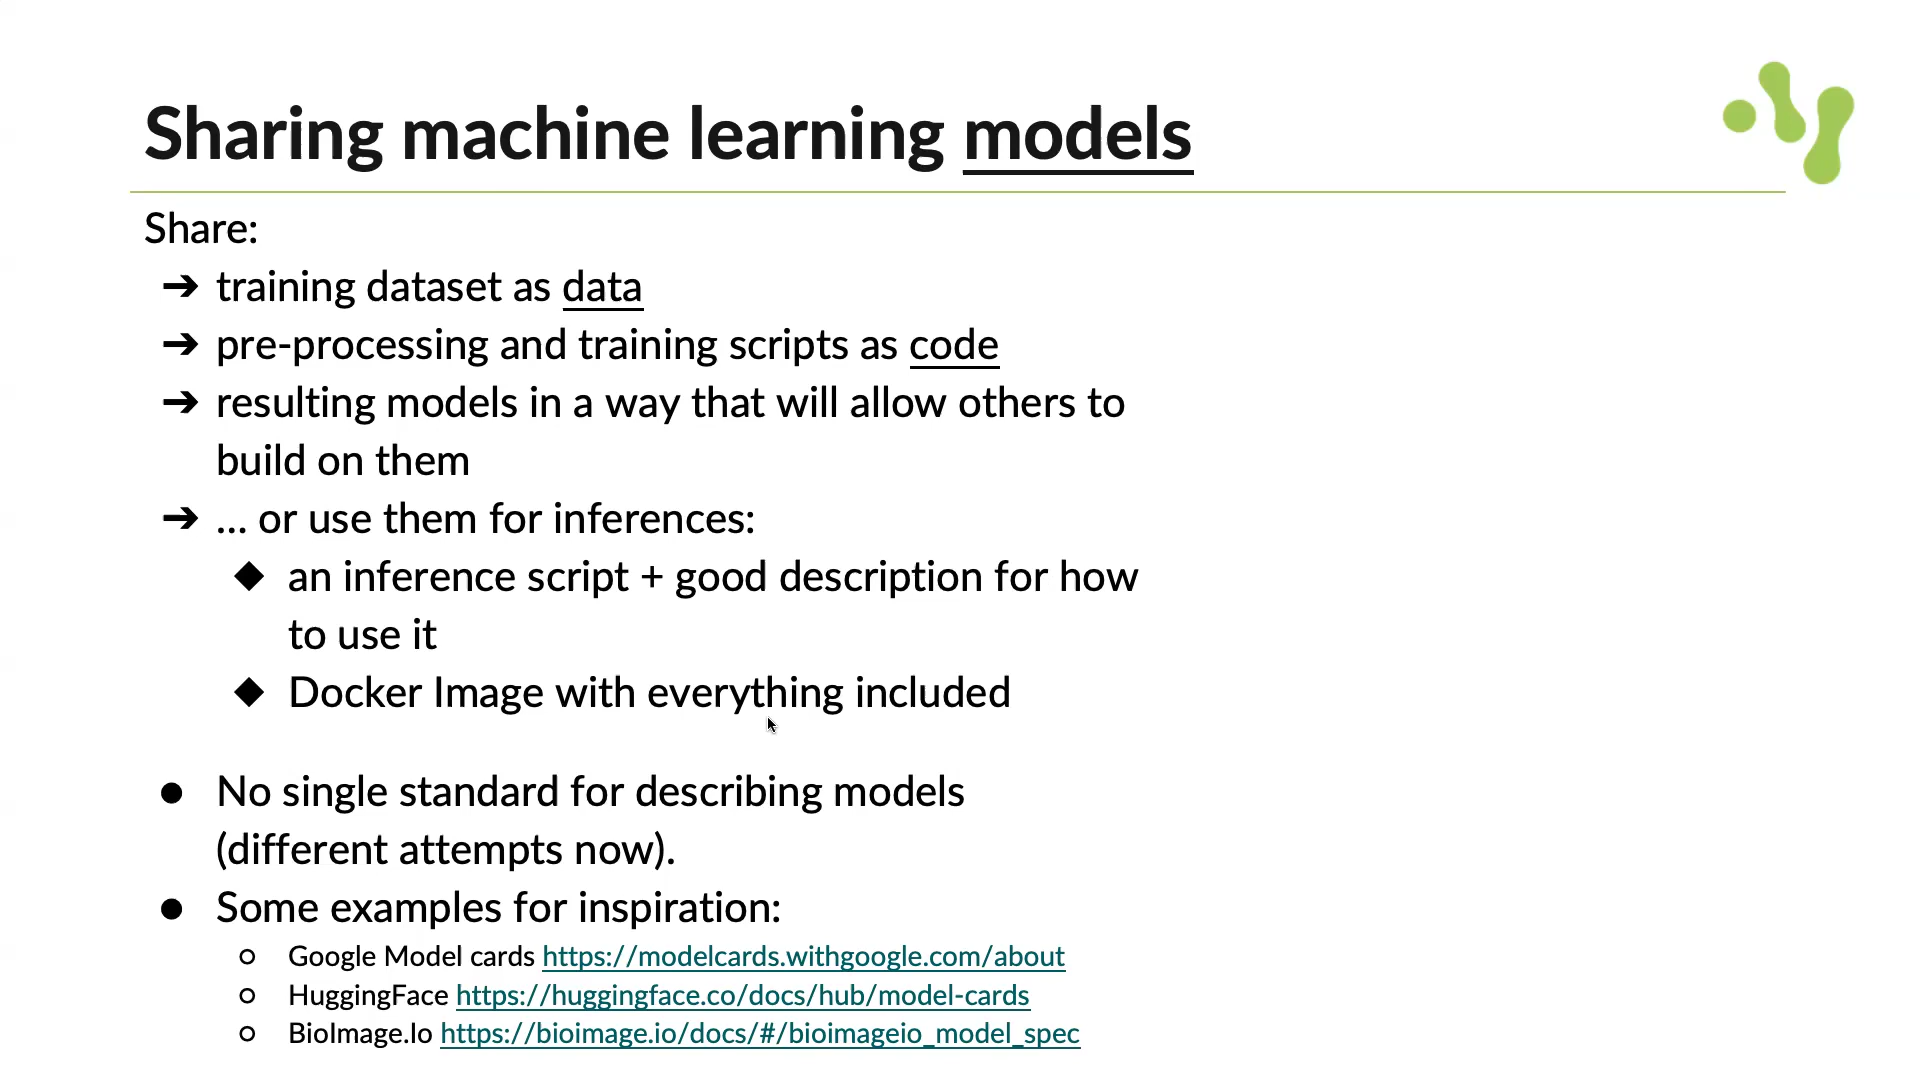 Sharing machine learning models
Share:
➔ training dataset as data
➔ pre-processing and training scripts as code
➔ resulting models in a way that will allow others to
build on them
➔ ... or use them for inferences:
◆ an inference script + good description for how
to use it
◆ Docker Image with everything included
● No single standard for describing models
(different attempts now).
● Some examples for inspiration:
○ Google Model cards https://modelcards.withgoogle.com/about
○ HuggingFace https://huggingface.co/docs/hub/model-cards
○ BioImage.Io https://bioimage.io/docs/#/bioimageio_model_spec